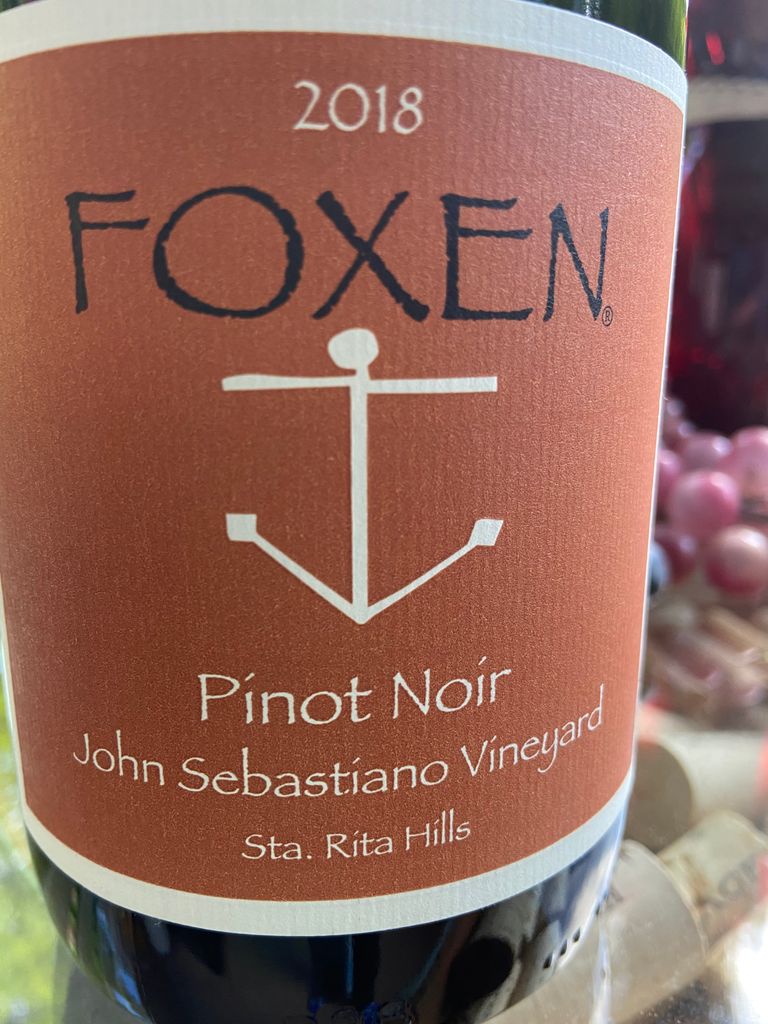 2018
FOXEN®
Pinot Noir
John Sebastiano Vineyard
Sta. Rita Hills